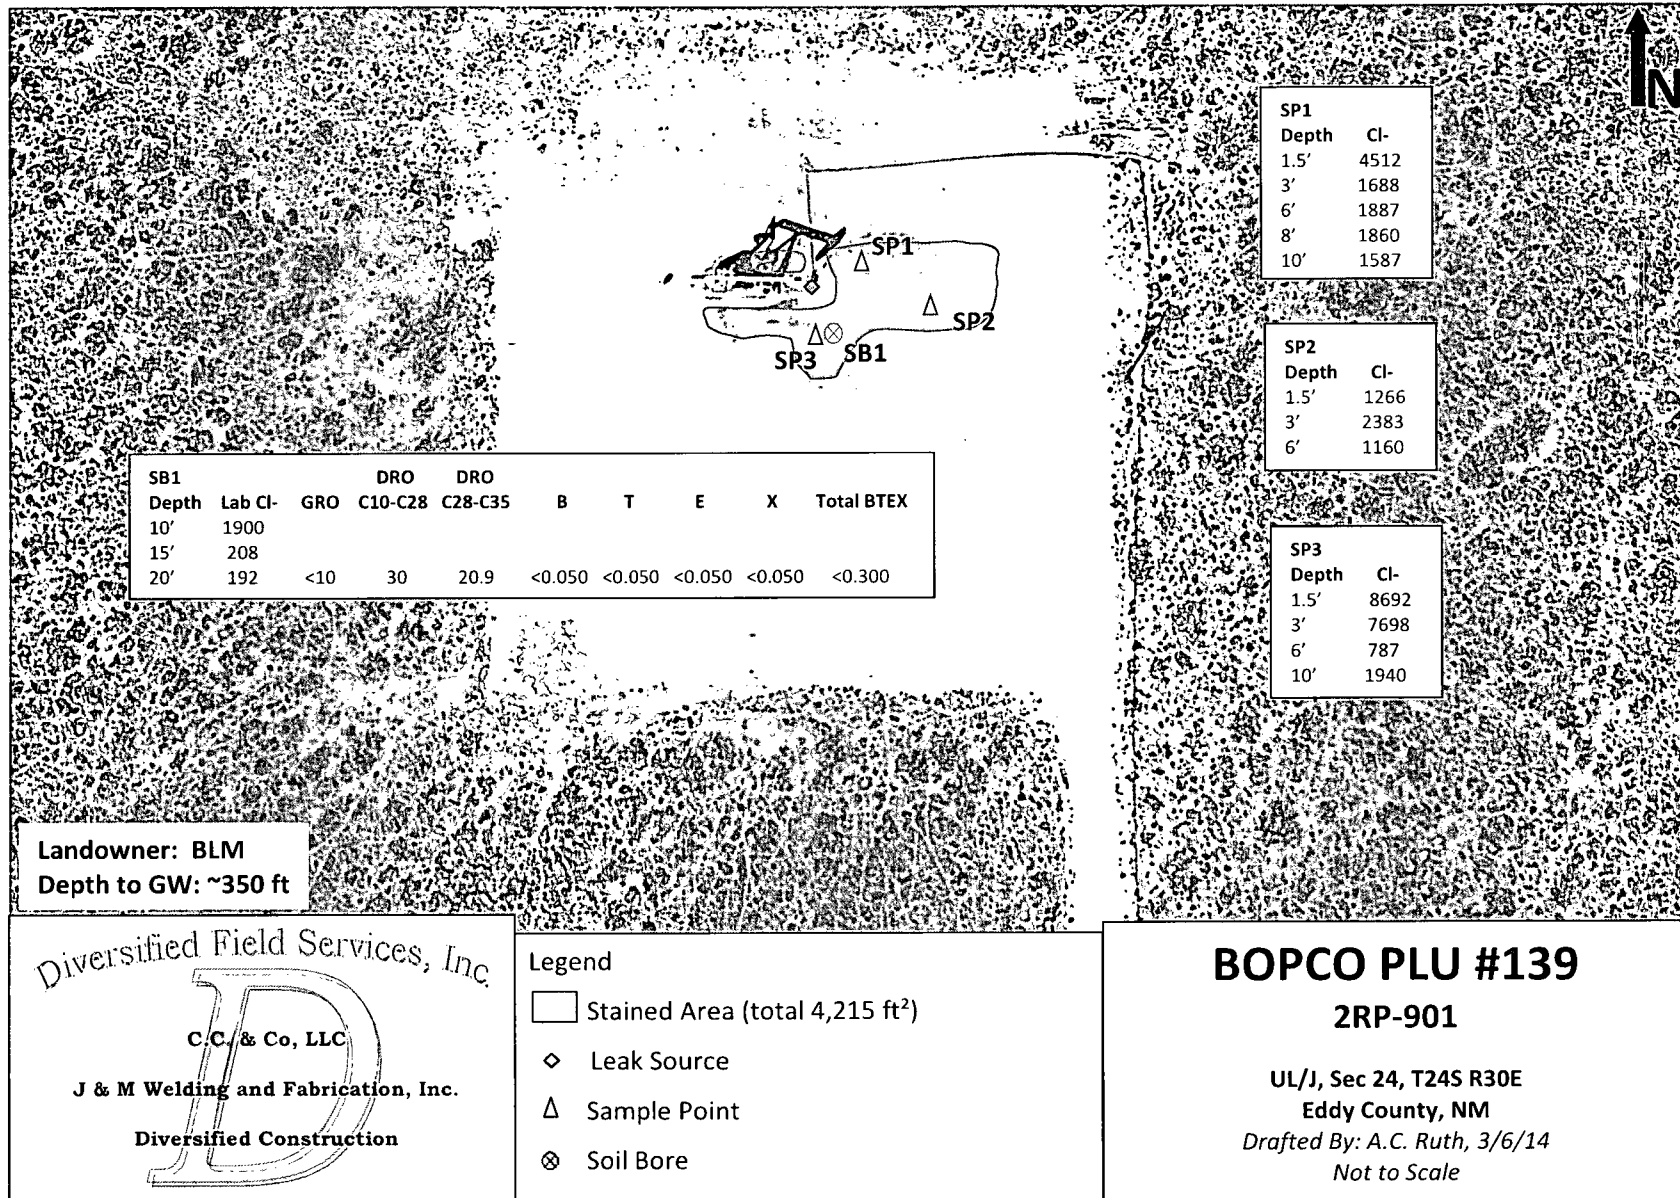 N
SP1
Depth Cl-
1.5' 4512
3' 1688
6' 1887
8' 1860
10' 1587
SP1
SP2
SP3 SB1
SP2
Depth Cl-
1.5' 1266
3' 2383
6' 1160
SB1 DRO DRO
Depth Lab Cl- GRO C10-C28 C28-C35 B T E X Total BTEX
10' 1900
15' 208
20' 192 <10 30 20.9 <0.050 <0.050 <0.050 <0.050 <0.300
SP3
Depth Cl-
1.5' 8692
3' 7698
6' 787
10' 1940
Landowner: BLM
Depth to GW: ~350 ft
Diversified Field Services, Inc.
D
C.C. & Co, LLC
J & M Welding and Fabrication, Inc.
Diversified Construction
Legend
Stained Area (total 4,215 ft²)
Leak Source
Sample Point
Soil Bore
BOPCO PLU #139
2RP-901
UL/J, Sec 24, T24S R30E
Eddy County, NM
Drafted By: A.C. Ruth, 3/6/14
Not to Scale